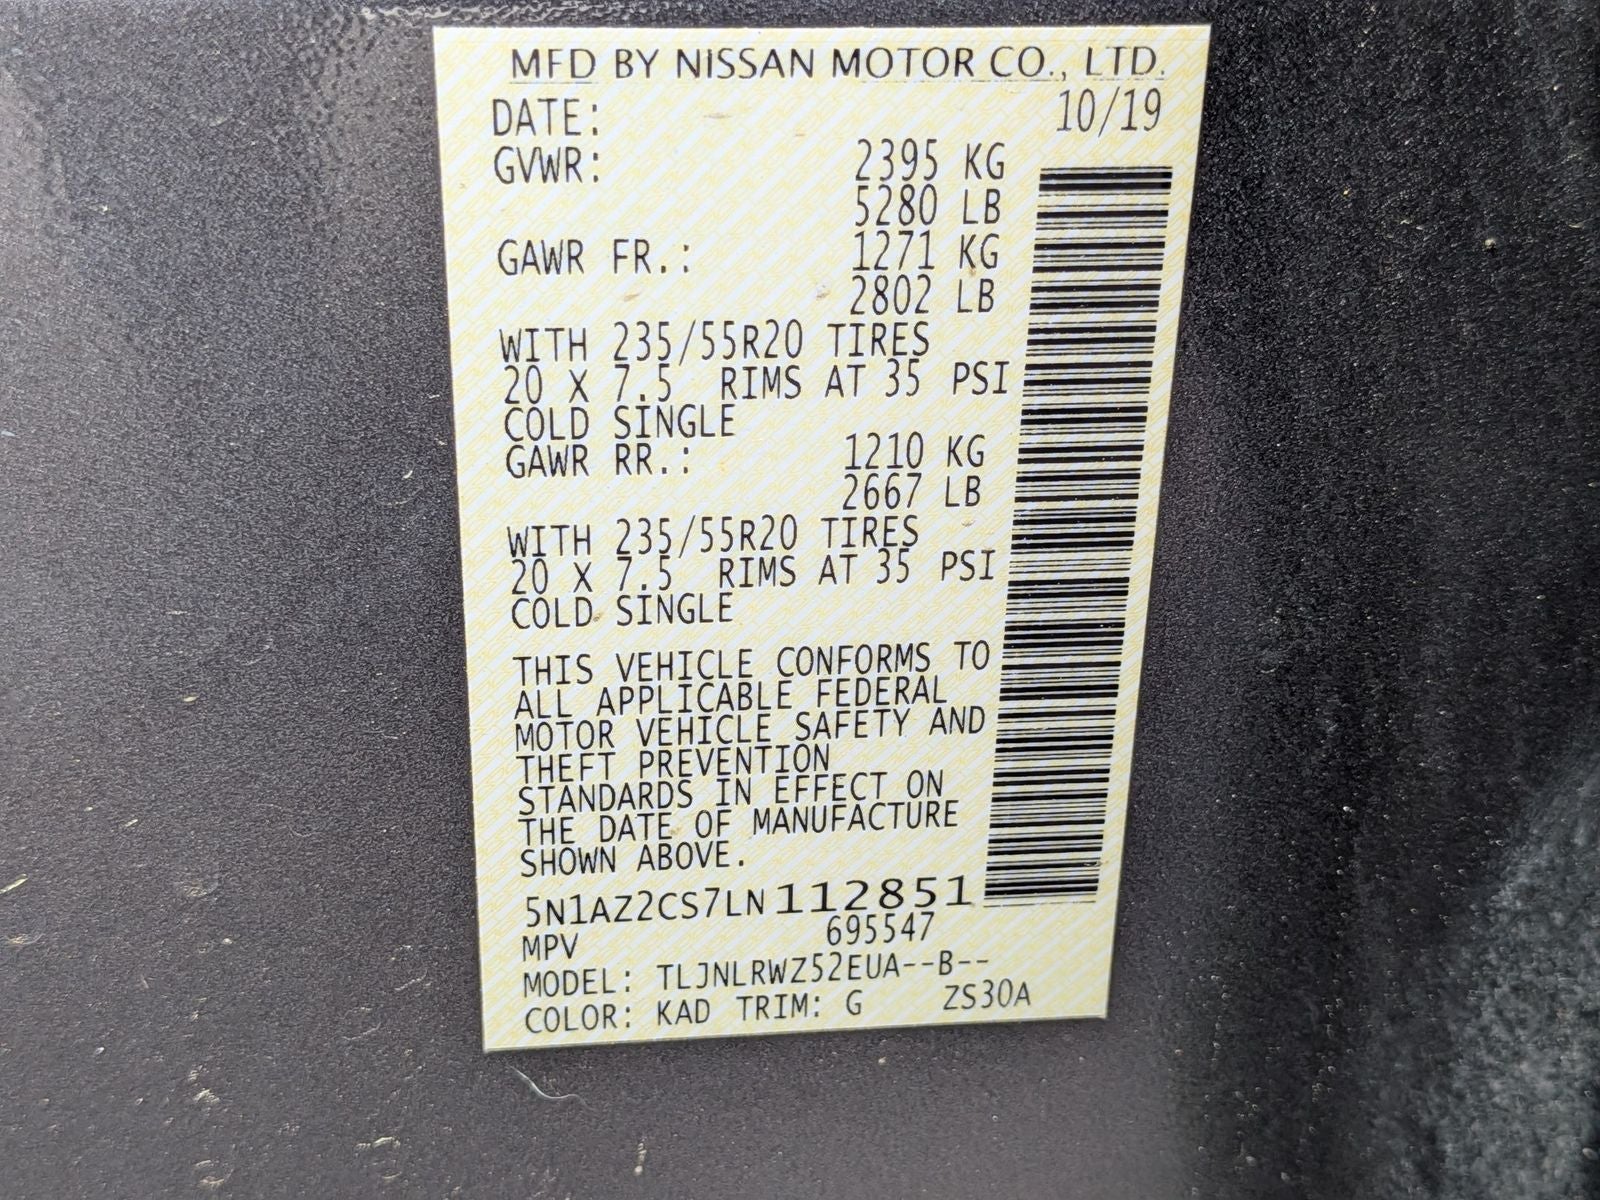 MFD BY NISSAN MOTOR CO., LTD.
DATE: 10/19
GVWR: 2395 KG
5280 LB
GAWR FR.: 1271 KG
2802 LB
WITH 235/55R20 TIRES
20 X 7.5 RIMS AT 35 PSI
COLD SINGLE
GAWR RR.: 1210 KG
2667 LB
WITH 235/55R20 TIRES
20 X 7.5 RIMS AT 35 PSI
COLD SINGLE
THIS VEHICLE CONFORMS TO
ALL APPLICABLE FEDERAL
MOTOR VEHICLE SAFETY AND
THEFT PREVENTION
STANDARDS IN EFFECT ON
THE DATE OF MANUFACTURE
SHOWN ABOVE.
5N1AZ2CS7LN112851
MPV 695547
MODEL: TLJNLRWZ52EUA--B--
COLOR: KAD TRIM: G ZS30A